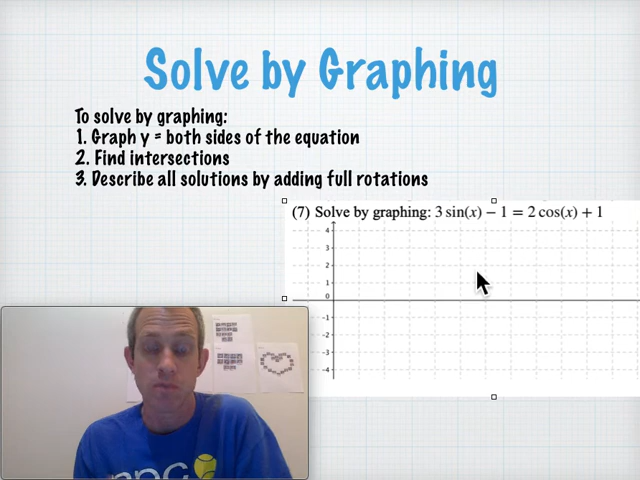 Solve by Graphing
To solve by graphing:
1. Graph y = both sides of the equation
2. Find intersections
3. Describe all solutions by adding full rotations
(7) Solve by graphing: 3 sin(x) − 1 = 2 cos(x) + 1
4
3
2
1
0
-1
-2
-3
-4